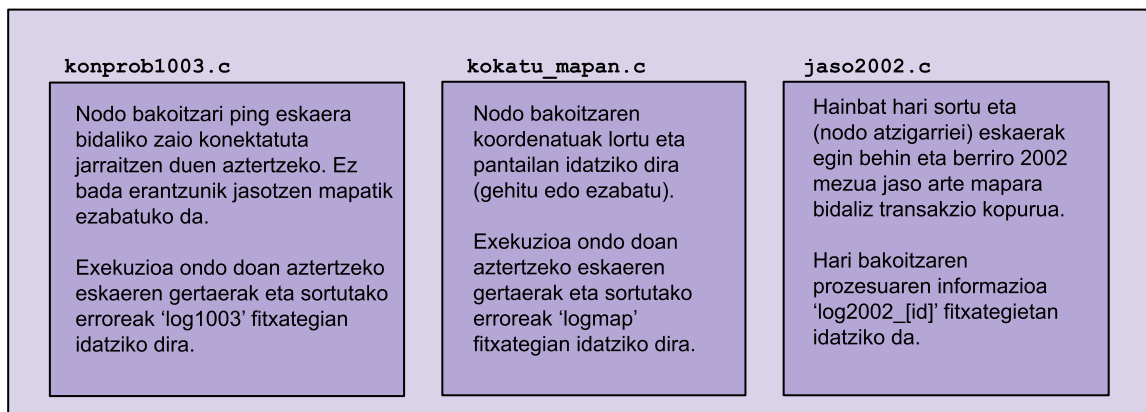 konprob1003.c
Nodo bakoitzari ping eskaera
bidaliko zaio konektatuta
jarraitzen duen aztertzeko. Ez
bada erantzunik jasotzen mapatik
ezabatuko da.
Exekuzioa ondo doan aztertzeko
eskaeren gertaerak eta sortutako
erroreak ‘log1003’ fitxategian
idatziko dira.
kokatu_mapan.c
Nodo bakoitzaren
koordenatuak lortu eta
pantailan idatziko dira
(gehitu edo ezabatu).
Exekuzioa ondo doan
aztertzeko eskaeren
gertaerak eta sortutako
erroreak ‘logmap’
fitxategian idatziko dira.
jaso2002.c
Hainbat hari sortu eta
(nodo atzigarriei) eskaerak
egin behin eta berriro 2002
mezua jaso arte mapara
bidaliz transakzio kopurua.
Hari bakoitzaren
prozesuaren informazioa
‘log2002_[id]’ fitxategietan
idatziko da.